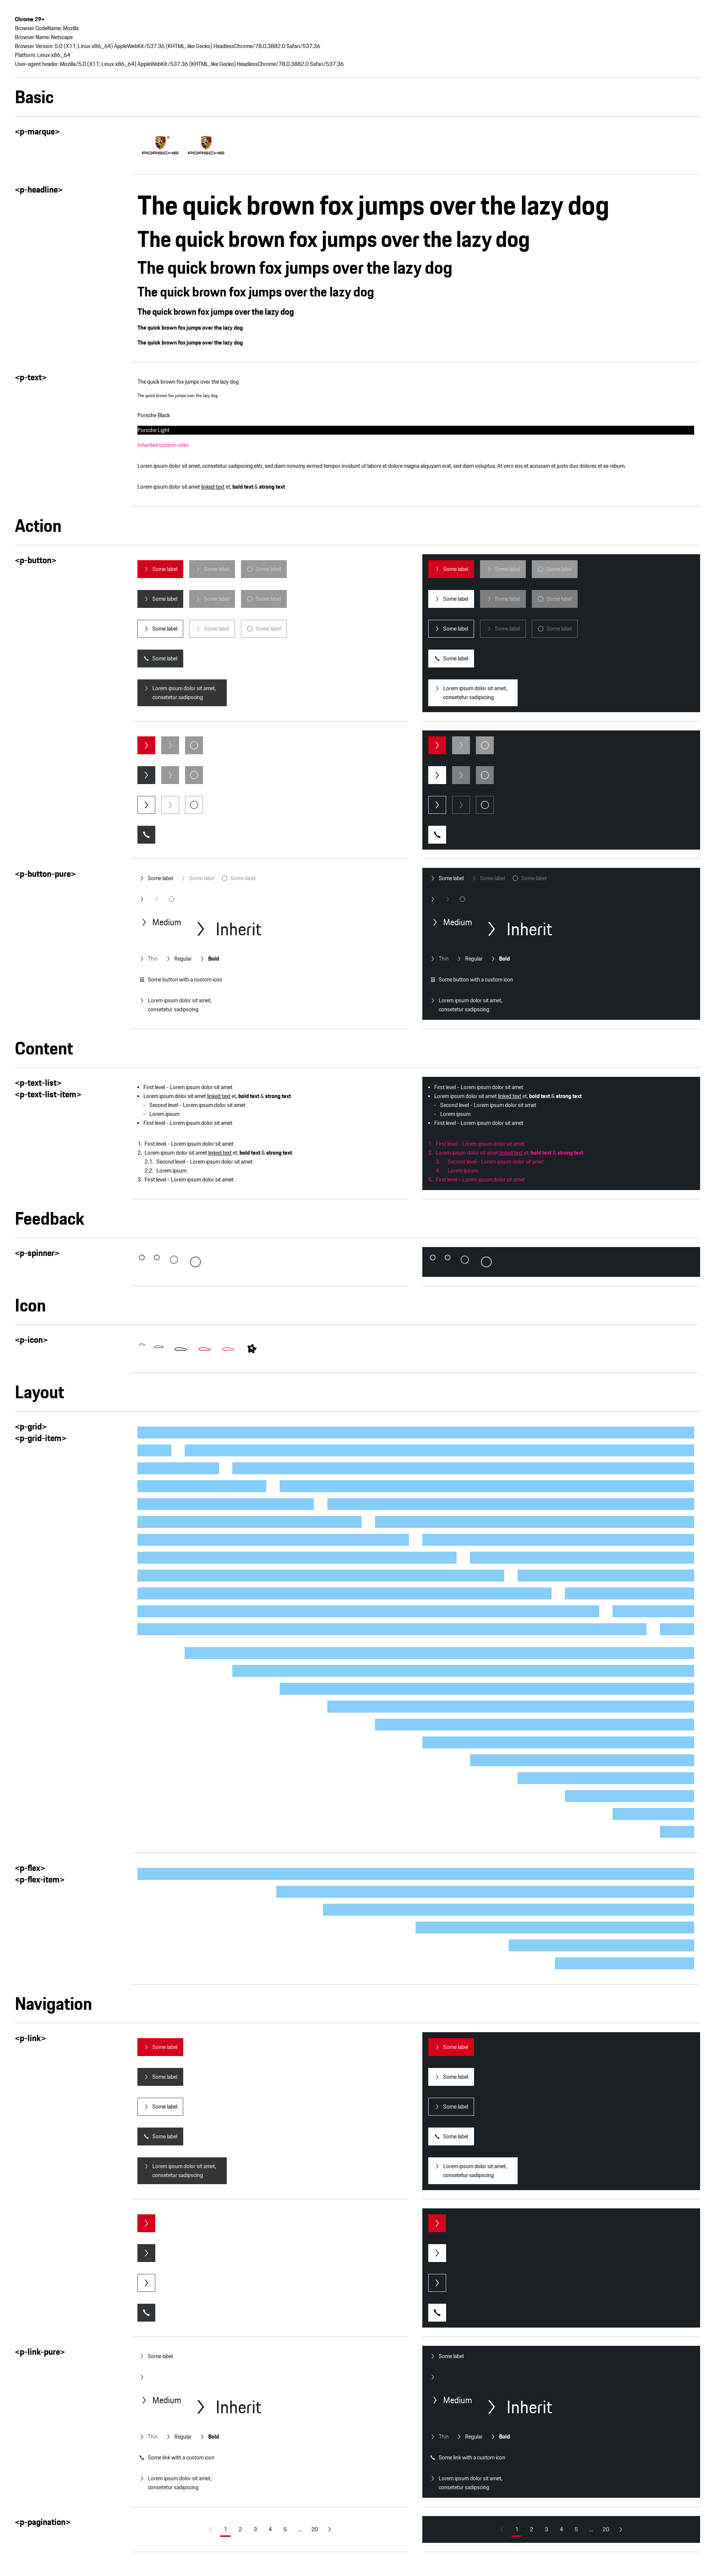 Chrome 29+
Browser CodeName: Mozilla
Browser Name: Netscape
Browser Version: 5.0 (X11; Linux x86_64) AppleWebKit/537.36 (KHTML, like Gecko) HeadlessChrome/78.0.3882.0 Safari/537.36
Platform: Linux x86_64
User-agent header: Mozilla/5.0 (X11; Linux x86_64) AppleWebKit/537.36 (KHTML, like Gecko) HeadlessChrome/78.0.3882.0 Safari/537.36
Basic
<p-marque>
PORSCHE PORSCHE
<p-headline>
The quick brown fox jumps over the lazy dog
The quick brown fox jumps over the lazy dog
The quick brown fox jumps over the lazy dog
The quick brown fox jumps over the lazy dog
The quick brown fox jumps over the lazy dog
The quick brown fox jumps over the lazy dog
The quick brown fox jumps over the lazy dog
<p-text>
The quick brown fox jumps over the lazy dog
The quick brown fox jumps over the lazy dog
Porsche Black
Porsche Light
Inherited custom color
Lorem ipsum dolor sit amet, consetetur sadipscing elitr, sed diam nonumy eirmod tempor invidunt ut labore et dolore magna aliquyam erat, sed diam voluptua. At vero eos et accusam et justo duo dolores et ea rebum.
Lorem ipsum dolor sit amet linked text et, bold text & strong text
Action
<p-button>
Some label Some label Some label
Some label Some label Some label
Some label Some label Some label
Some label
Lorem ipsum dolor sit amet,
consetetur sadipscing
Some label Some label Some label
Some label Some label Some label
Some label Some label Some label
Some label
Lorem ipsum dolor sit amet,
consetetur sadipscing
<p-button-pure>
Some label Some label Some label
Medium Inherit
Thin Regular Bold
Some button with a custom icon
Lorem ipsum dolor sit amet,
consetetur sadipscing
Some label Some label Some label
Medium Inherit
Thin Regular Bold
Some button with a custom icon
Lorem ipsum dolor sit amet,
consetetur sadipscing
Content
<p-text-list>
<p-text-list-item>
• First level - Lorem ipsum dolor sit amet
• Lorem ipsum dolor sit amet linked text et, bold text & strong text
- Second level - Lorem ipsum dolor sit amet
- Lorem ipsum
• First level - Lorem ipsum dolor sit amet
1. First level - Lorem ipsum dolor sit amet
2. Lorem ipsum dolor sit amet linked text et, bold text & strong text
2.1. Second level - Lorem ipsum dolor sit amet
2.2. Lorem ipsum
3. First level - Lorem ipsum dolor sit amet
• First level - Lorem ipsum dolor sit amet
• Lorem ipsum dolor sit amet linked text et, bold text & strong text
- Second level - Lorem ipsum dolor sit amet
- Lorem ipsum
• First level - Lorem ipsum dolor sit amet
1. First level - Lorem ipsum dolor sit amet
2. Lorem ipsum dolor sit amet linked text et, bold text & strong text
3. Second level - Lorem ipsum dolor sit amet
4. Lorem ipsum
5. First level - Lorem ipsum dolor sit amet
Feedback
<p-spinner>
Icon
<p-icon>
Layout
<p-grid>
<p-grid-item>
<p-flex>
<p-flex-item>
Navigation
<p-link>
Some label
Some label
Some label
Some label
Lorem ipsum dolor sit amet,
consetetur sadipscing
Some label
Some label
Some label
Some label
Lorem ipsum dolor sit amet,
consetetur sadipscing
<p-link-pure>
Some label
Medium Inherit
Thin Regular Bold
Some link with a custom icon
Lorem ipsum dolor sit amet,
consetetur sadipscing
Some label
Medium Inherit
Thin Regular Bold
Some link with a custom icon
Lorem ipsum dolor sit amet,
consetetur sadipscing
<p-pagination>
1 2 3 4 5 ... 20
1 2 3 4 5 ... 20